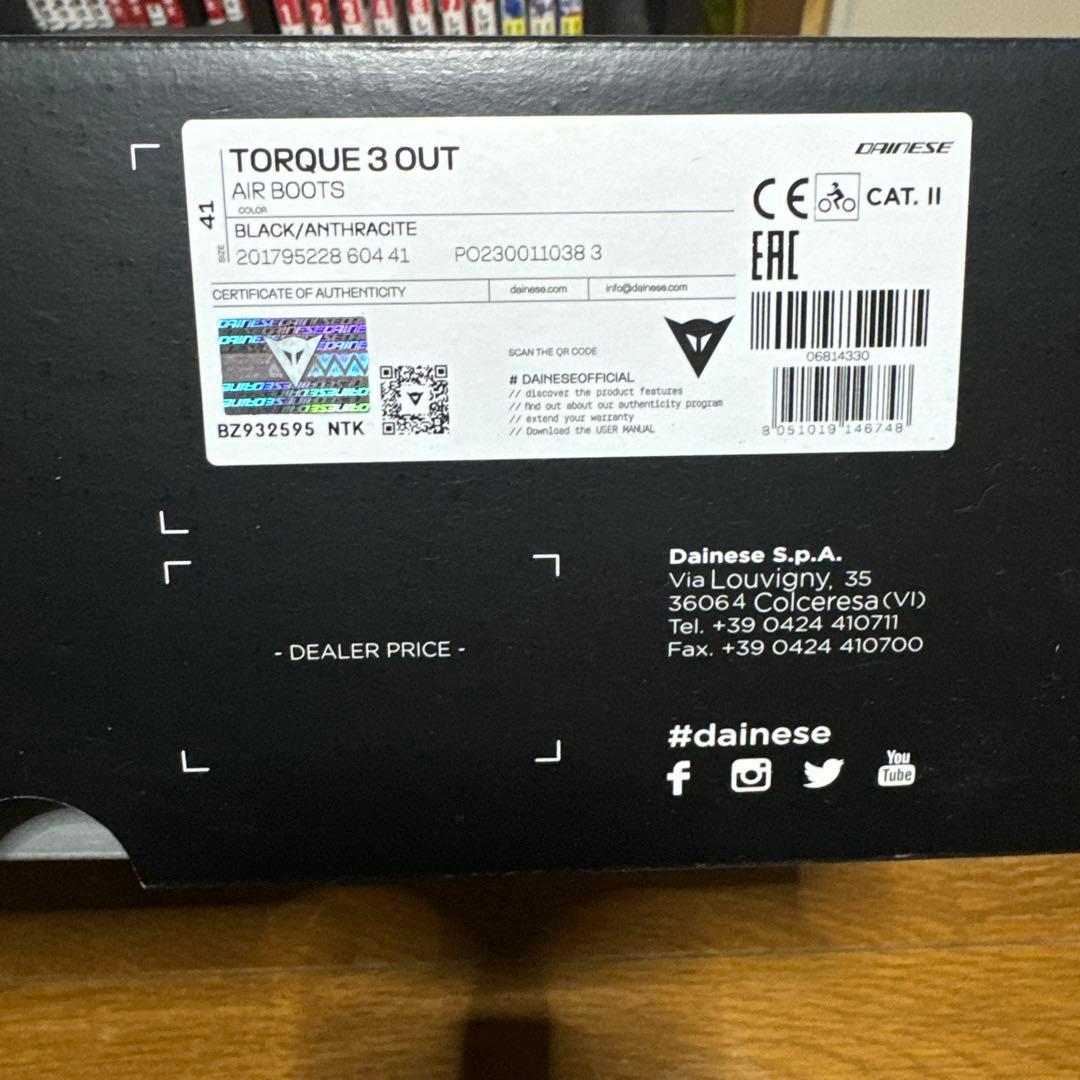 TORQUE 3 OUT
AIR BOOTS
COLOR
BLACK/ANTHRACITE
201795228 604 41 PO230011038 3
SIZE 41
CERTIFICATE OF AUTHENTICITY dainese.com info@dainese.com
DAINESE
CE CAT. II
EAC
06814330
8 051019 146748
BZ932595 NTK
SCAN THE QR CODE
# DAINESEOFFICIAL
// discover the product features
// find out about our authenticity program
// extend your warranty
// Download the USER MANUAL
- DEALER PRICE -
Dainese S.p.A.
Via Louvigny, 35
36064 Colceresa (VI)
Tel. +39 0424 410711
Fax. +39 0424 410700
#dainese
f
You
Tube